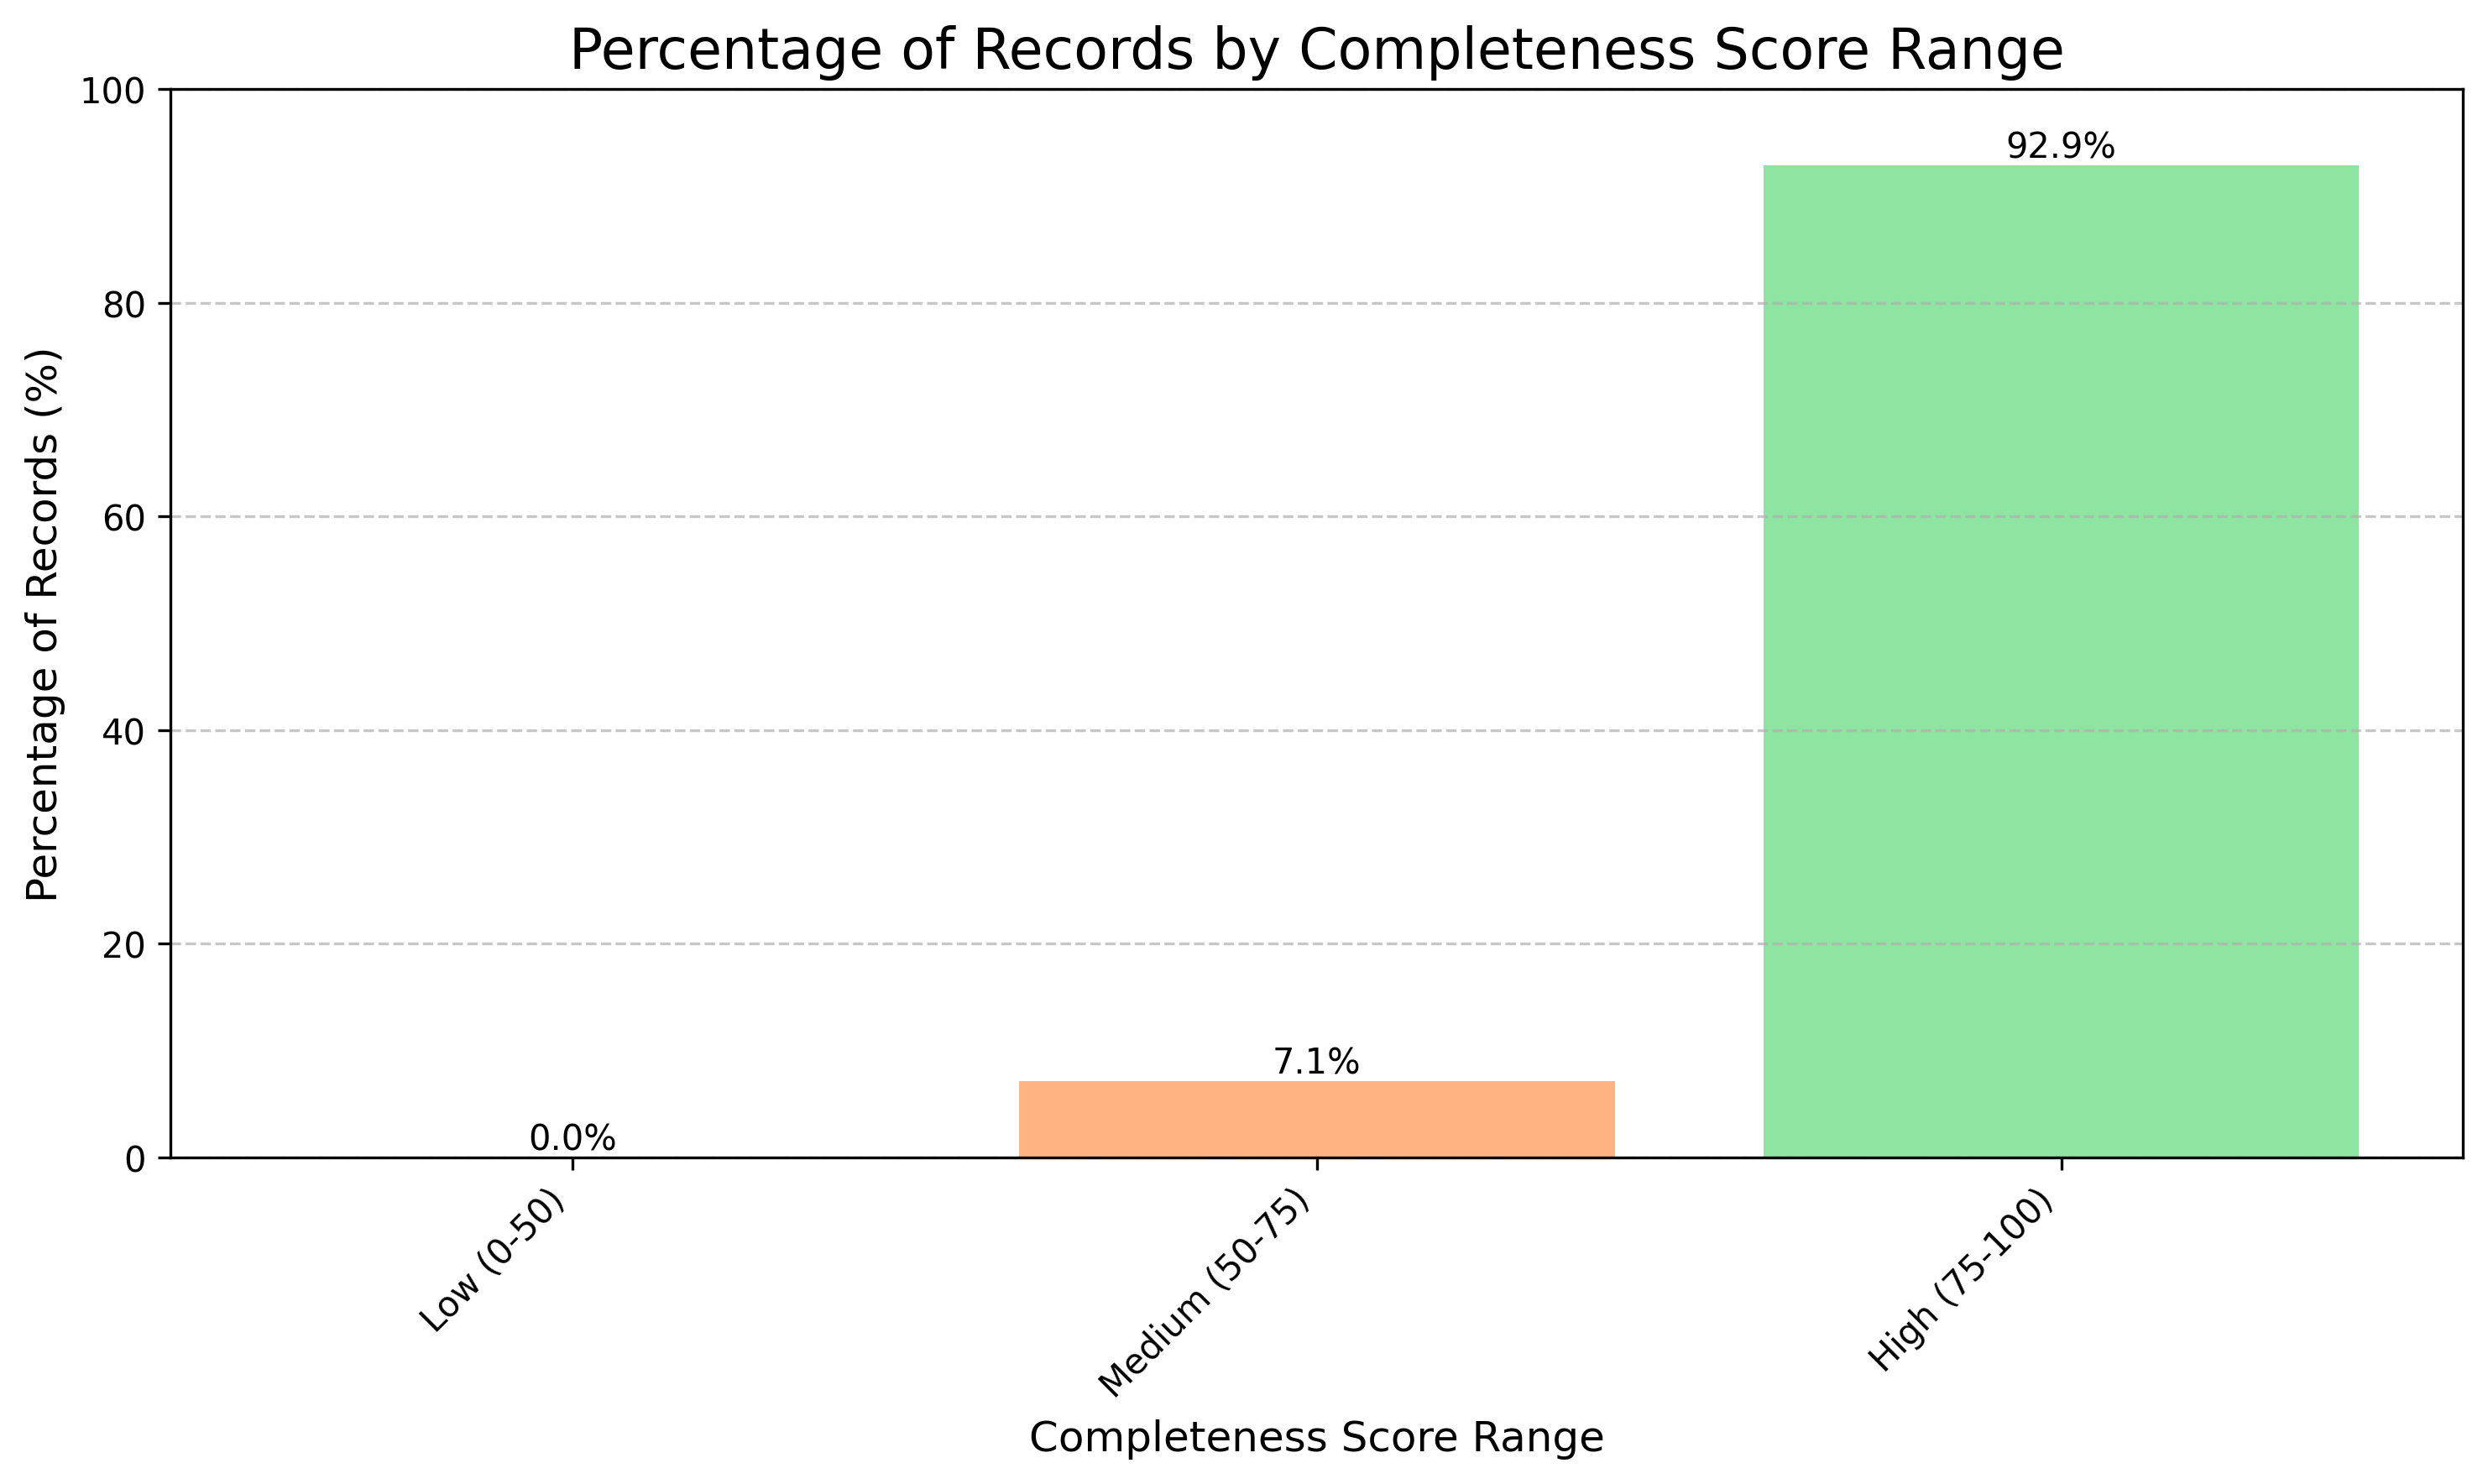 Percentage of Records by Completeness Score Range
Percentage of Records (%)
100
80
60
40
20
0
0.0%
7.1%
92.9%
Low (0-50)
Medium (50-75)
High (75-100)
Completeness Score Range